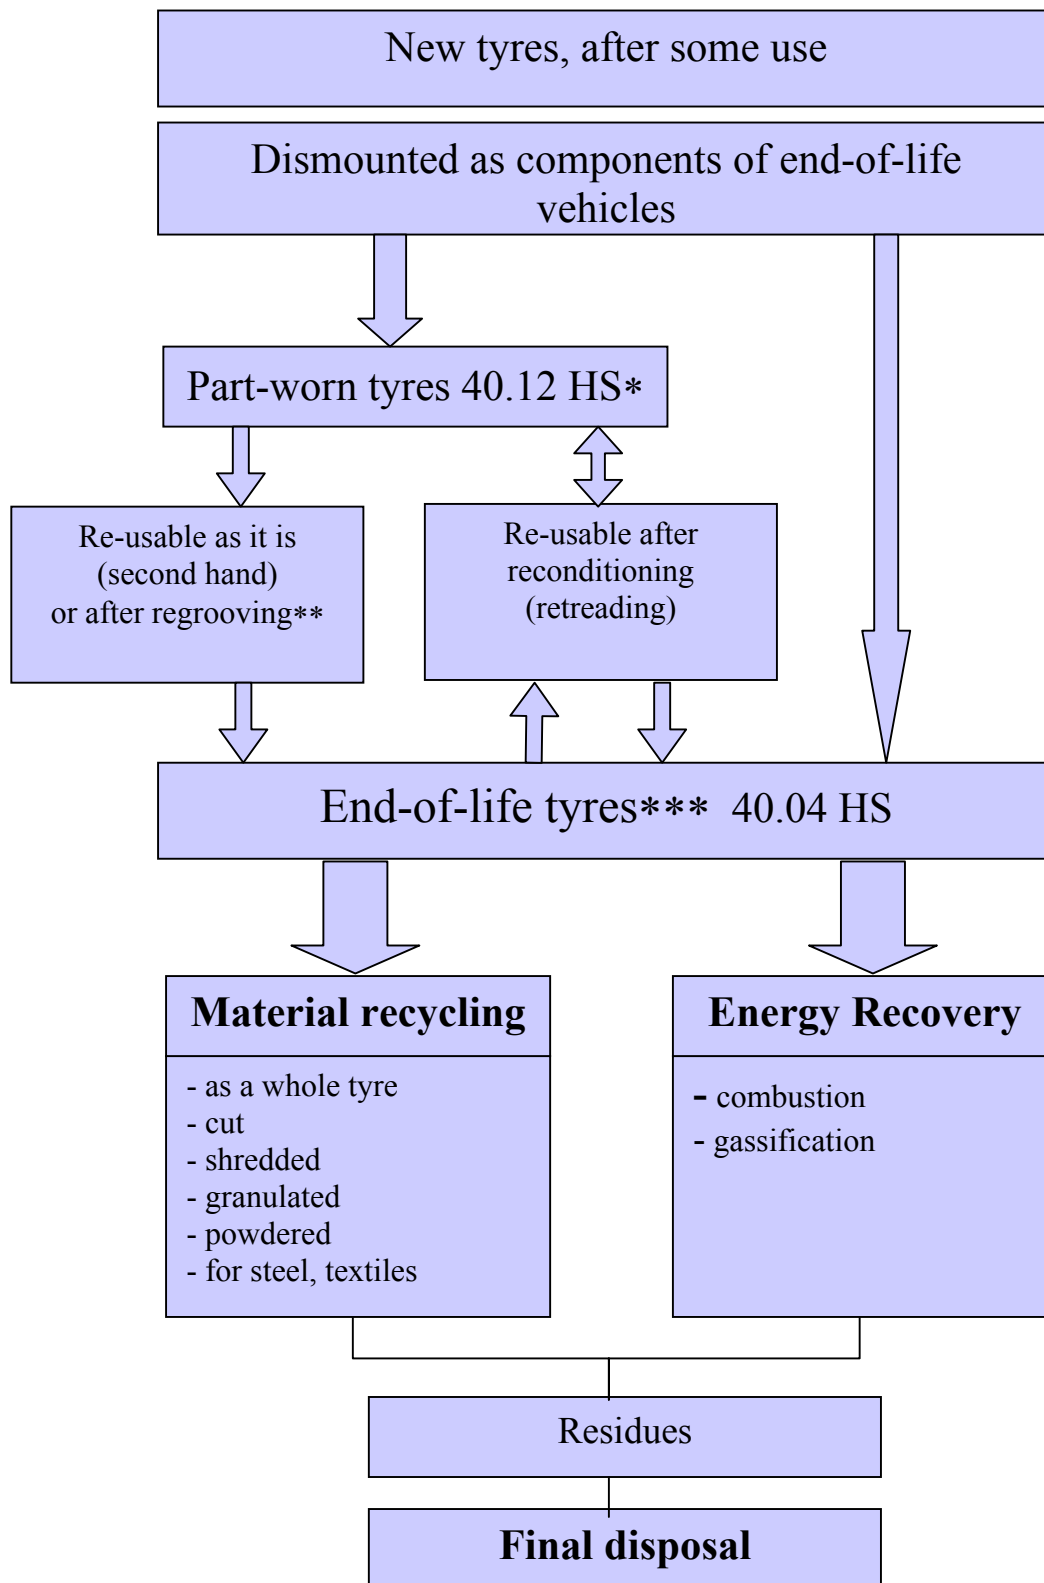 New tyres, after some use
Dismounted as components of end-of-life
vehicles
Part-worn tyres 40.12 HS*
Re-usable as it is
(second hand)
or after regrooving**
Re-usable after
reconditioning
(retreading)
End-of-life tyres*** 40.04 HS
Material recycling
- as a whole tyre
- cut
- shredded
- granulated
- powdered
- for steel, textiles
Energy Recovery
- combustion
- gassification
Residues
Final disposal